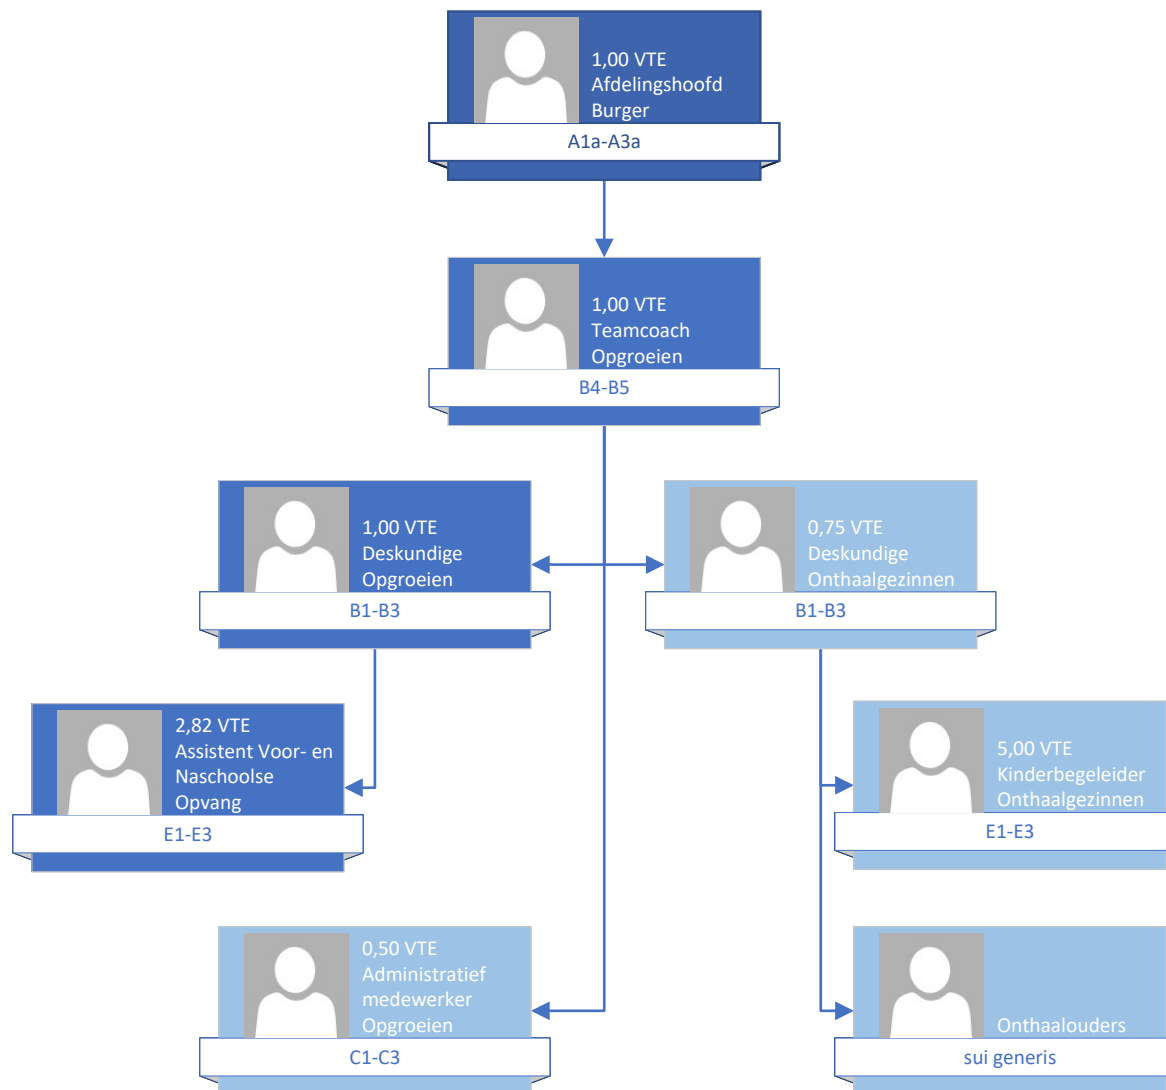 1,00 VTE
Afdelingshoofd
Burger
A1a-A3a
1,00 VTE
Teamcoach
Opgroeien
B4-B5
1,00 VTE
Deskundige
Opgroeien
B1-B3
0,75 VTE
Deskundige
Onthaalgezinnen
B1-B3
2,82 VTE
Assistent Voor- en
Naschoolse
Opvang
E1-E3
5,00 VTE
Kinderbegeleider
Onthaalgezinnen
E1-E3
0,50 VTE
Administratief
medewerker
Opgroeien
C1-C3
Onthaalouders
sui generis